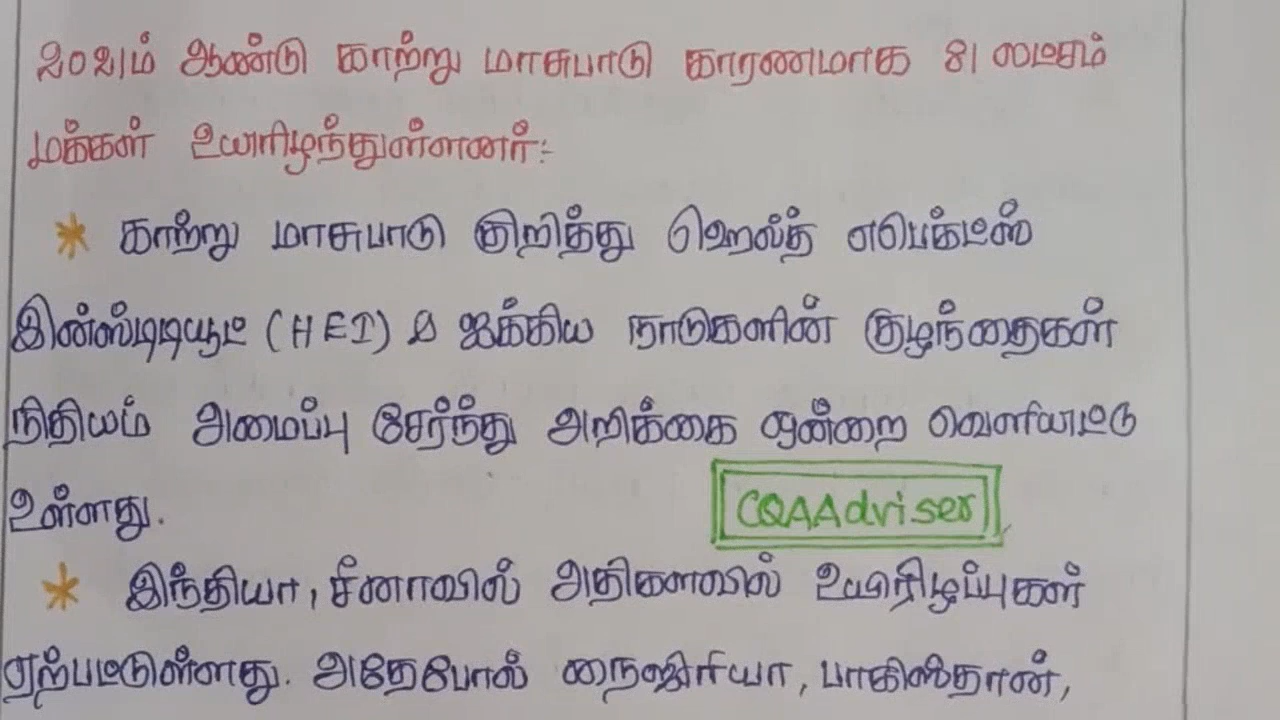 2021ம் ஆண்டு காற்று மாசுபாடு காரணமாக 81 லட்சம்
மக்கள் உயிரிழந்துள்ளனர்:-
* காற்று மாசுபாடு குறித்து ஹெல்த் எபெக்ட்ஸ்
இன்ஸ்டிடியூட் (HEI) & ஐக்கிய நாடுகளின் குழந்தைகள்
நிதியம் அமைப்பு சேர்ந்து அறிக்கை ஒன்றை வெளியிட்டு
உள்ளது.
CQAAdviser
* இந்தியா, சீனாவில் அதிகளவில் உயிரிழப்புகள்
ஏற்பட்டுள்ளது. அதேபோல் நைஜிரியா, பாகிஸ்தான்,